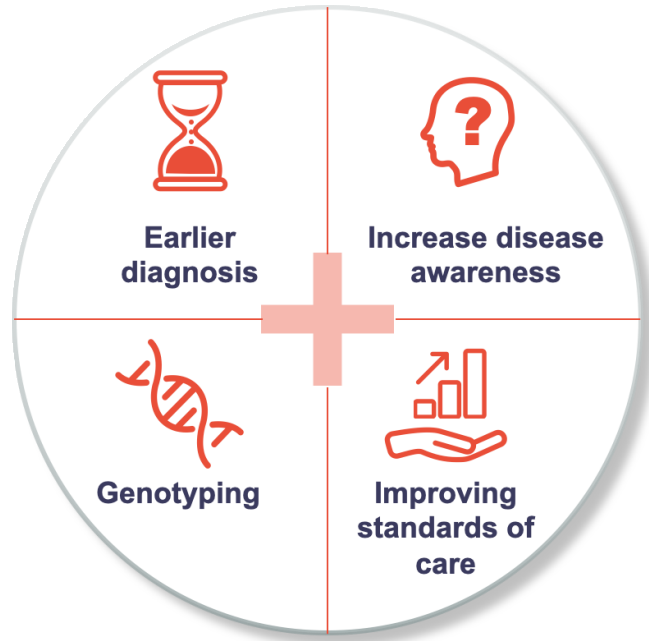 ?
Earlier
diagnosis
Increase disease
awareness
Genotyping
Improving
standards of
care